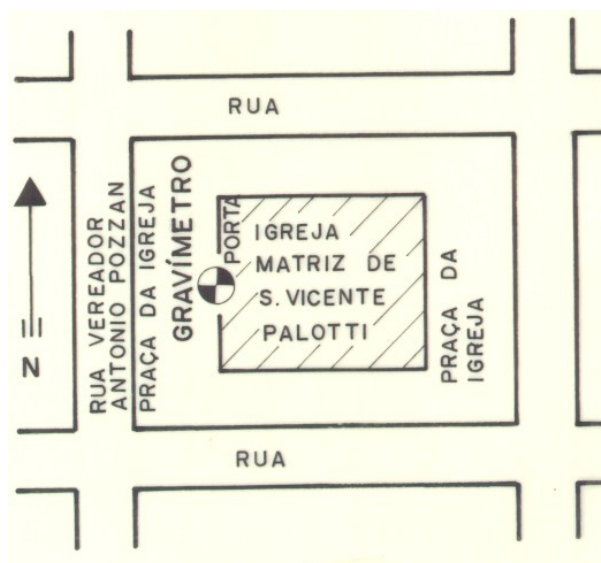 RUA
RUA VEREADOR
ANTONIO POZZAN
PRAÇA DA IGREJA
GRAVÍMETRO
PORTA
IGREJA
MATRIZ DE
S. VICENTE
PALOTTI
PRAÇA DA
IGREJA
N
RUA